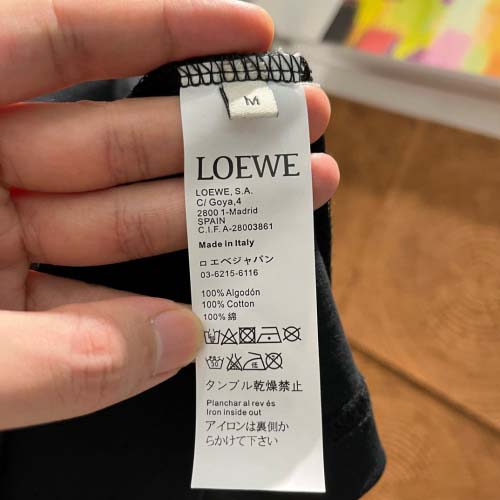 M
LOEWE
LOEWE, S.A.
C/ Goya,4
2800 1-Madrid
SPAIN
C.I.F. A-28003861
Made in Italy
ロエベジャパン
03-6215-6116
100% Algodón
100% Cotton
100% 綿
タンブル乾燥禁止
Planchar al rev és
Iron inside out
アイロンは裏側か
らかけて下さい